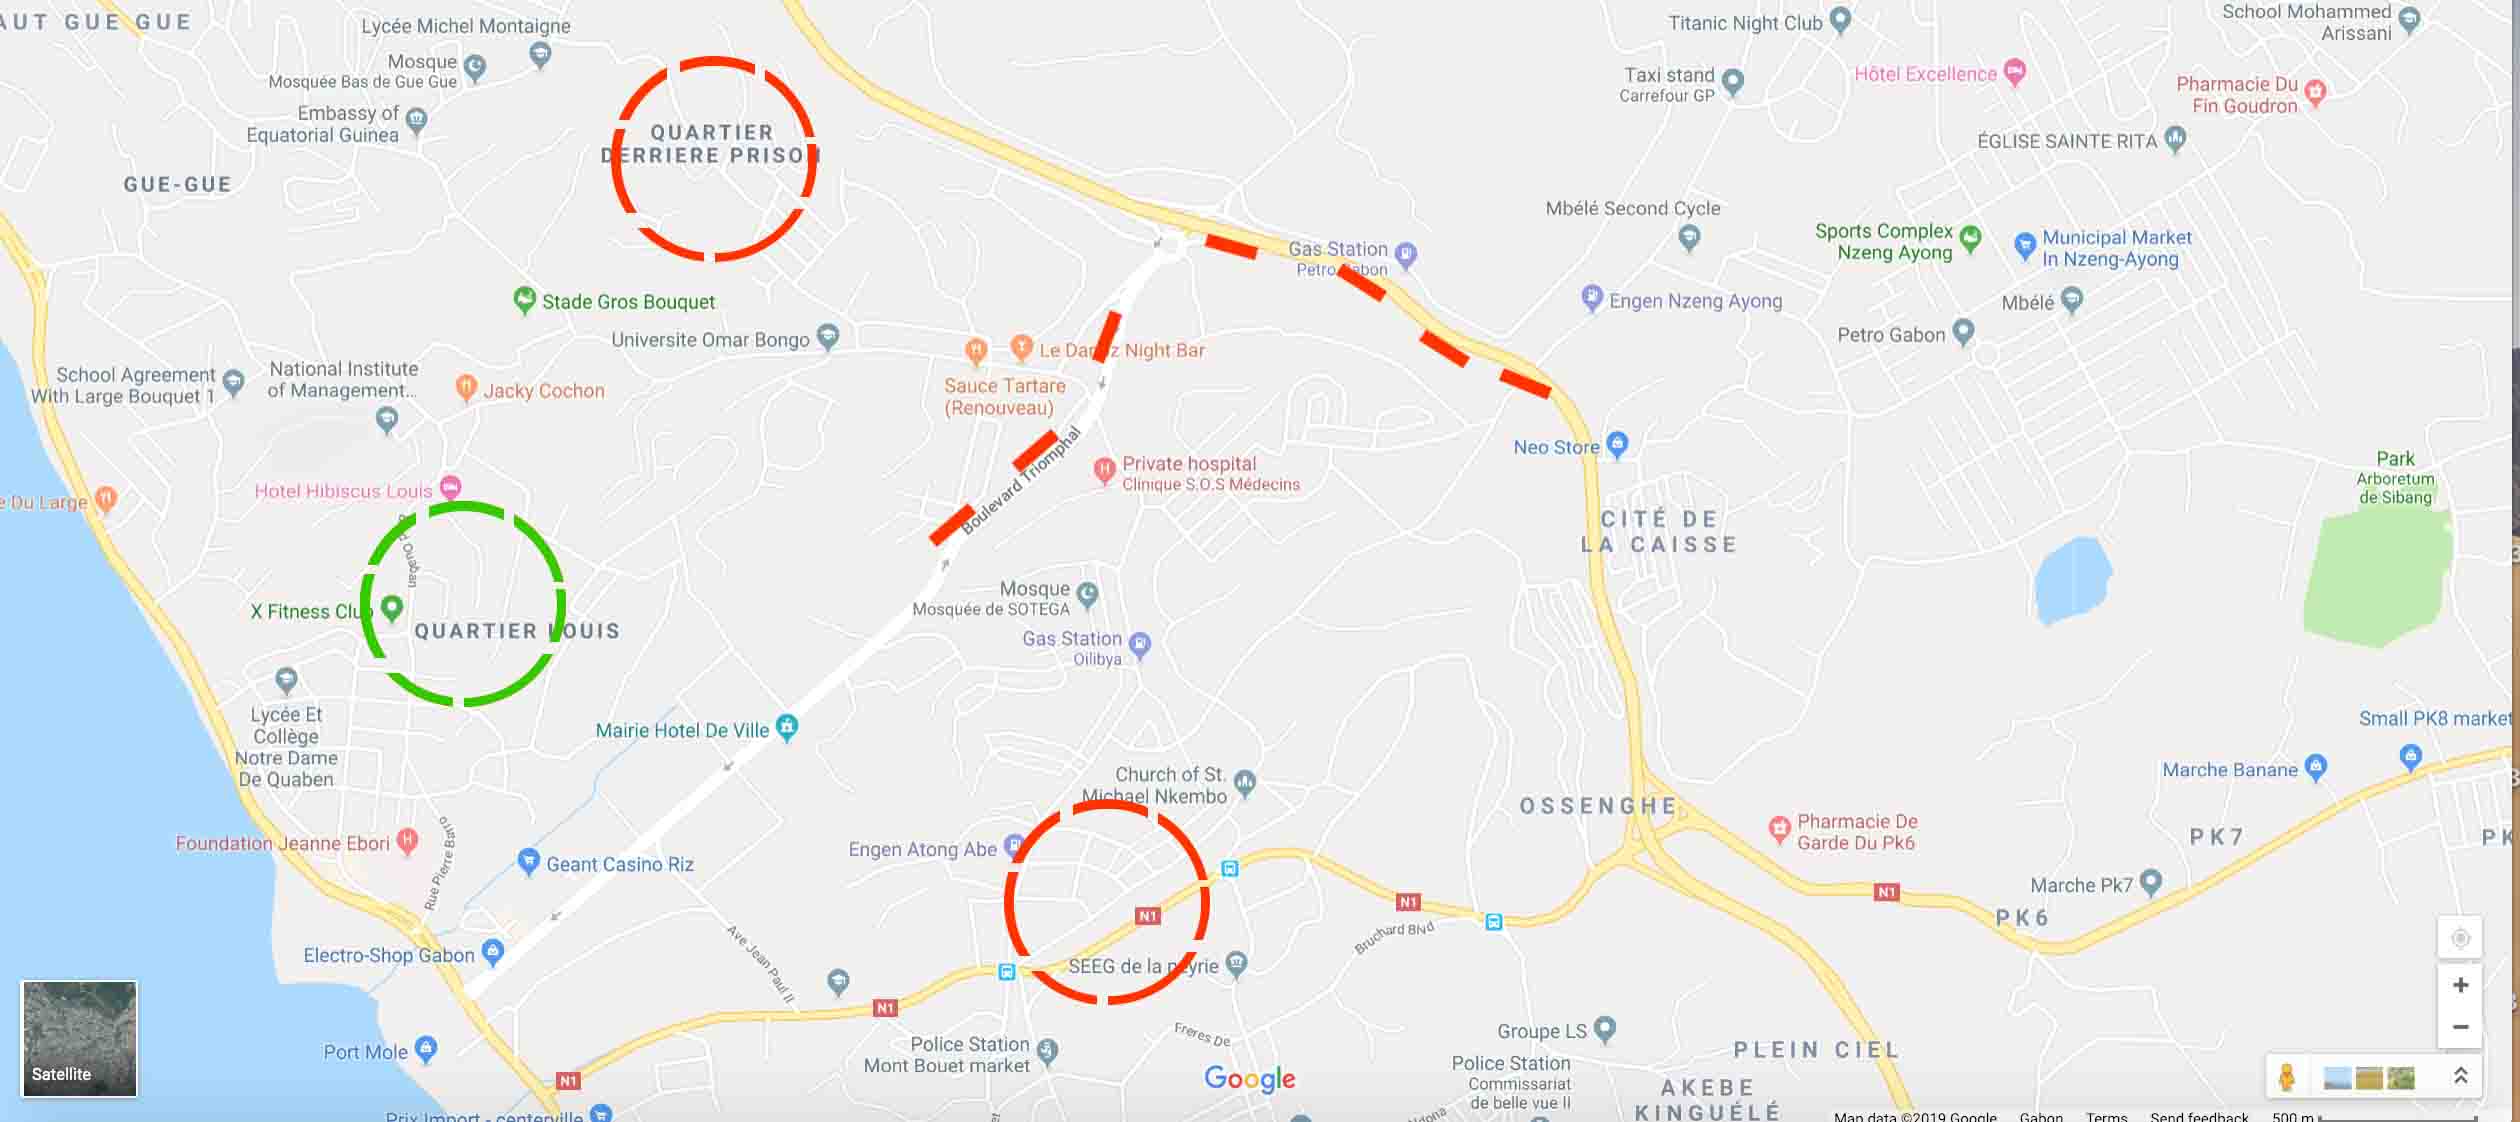 AUT GUE GUE
Lycée Michel Montaigne
Mosque
Mosquée Bas de Gue Gue
Embassy of
Equatorial Guinea
GUE-GUE
QUARTIER
DERRIERE PRISON
Titanic Night Club
School Mohammed
Arissani
Taxi stand
Carrefour GP
Hôtel Excellence
Pharmacie Du
Fin Goudron
ÉGLISE SAINTE RITA
Mbélé Second Cycle
Sports Complex
Nzeng Ayong
Municipal Market
In Nzeng-Ayong
Gas Station
Petro Gabon
Engen Nzeng Ayong
Mbélé
Petro Gabon
Stade Gros Bouquet
Universite Omar Bongo
Le Dandz Night Bar
Sauce Tartare
(Renouveau)
National Institute
of Management...
School Agreement
With Large Bouquet 1
Jacky Cochon
Boulevard Triomphal
Private hospital
Clinique S.O.S Médecins
Neo Store
Park
Arboretum
de Sibang
Hotel Hibiscus Louis
e Du Large
CITÉ DE
LA CAISSE
Ouaban
X Fitness Club
QUARTIER LOUIS
Mosque
Mosquée de SOTEGA
Gas Station
Oilibya
Lycée Et
Collège
Notre Dame
De Quaben
Mairie Hotel De Ville
Small PK8 market
Marche Banane
Church of St.
Michael Nkembo
OSSENGHE
Pharmacie De
Garde Du Pk6
PK7
PK
Foundation Jeanne Ebori
Rue Pierre Barro
Geant Casino Riz
Engen Atong Abe
N1
N1
N1
Marche Pk7
PK6
Electro-Shop Gabon
Ave Jean Paul II
Bruchard BNd
SEEG de la peyrie
N1
Freres De
Groupe LS
PLEIN CIEL
Port Mole
Police Station
Mont Bouet market
Police Station
Commissariat
de belle vue II
AKEBE
KINGUÉLÉ
N1
Satellite
Google
Prix Import - centerville
Map data ©2019 Google
Gabon
Terms
Send feedback
500 m